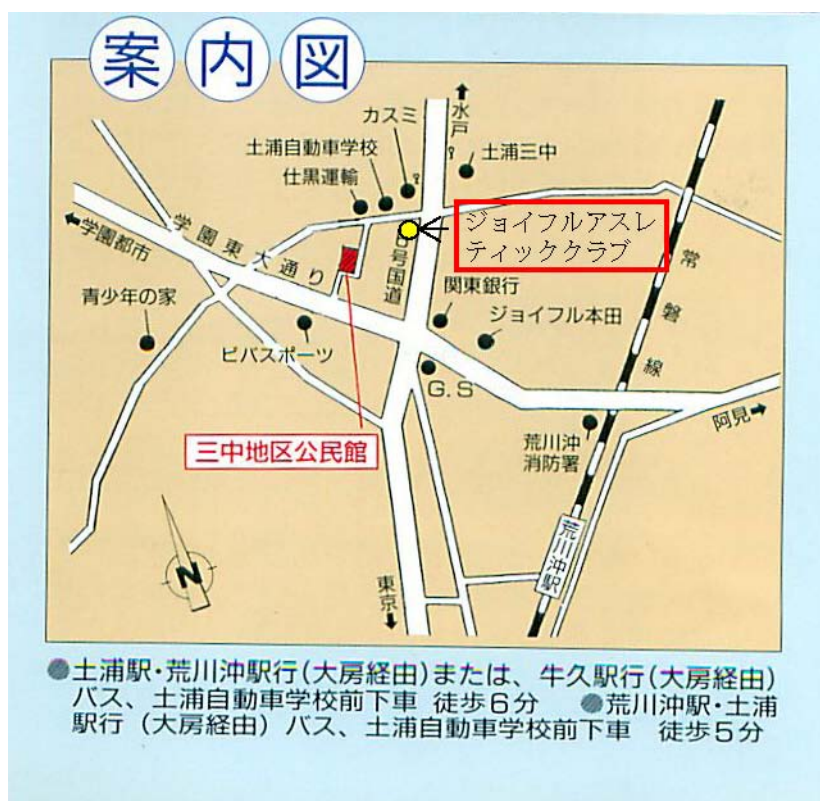 案内図
水戸
カスミ
土浦自動車学校
土浦三中
仕黒運輸
ジョイフルアスレ
ティッククラブ
学園都市
学園東大通り
号国道
常磐線
青少年の家
関東銀行
ジョイフル本田
ビバスポーツ
G.S
阿見
三中地区公民館
荒川沖
消防署
荒川沖駅
N
東京
●土浦駅・荒川沖駅行(大房経由)または、牛久駅行(大房経由)
バス、土浦自動車学校前下車 徒歩6分 ●荒川沖駅・土浦
駅行(大房経由)バス、土浦自動車学校前下車 徒歩5分